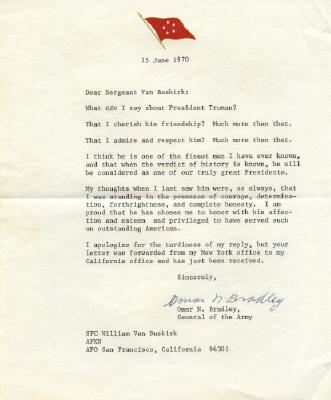 15 June 1970
Dear Sergeant Van Buskirk:
What can I say about President Truman?
That I cherish his friendship? Much more than that.
That I admire and respect him? Much more than that.
I think he is one of the finest men I have ever known,
and that when the verdict of history is known, he will
be considered as one of our truly great Presidents.
My thoughts when I last saw him were, as always, that
I was standing in the presence of courage, determina-
tion, forthrightness, and complete honesty. I am
proud that he has chosen me to honor with his affec-
tion and esteem and privileged to have served such
an outstanding American.
I apologize for the tardiness of my reply, but your
letter was forwarded from my New York office to my
California office and has just been received.
Sincerely,
Omar N Bradley
Omar N. Bradley,
General of the Army
SFC William Van Buskirk
AFKN
APO San Francisco, California 96301